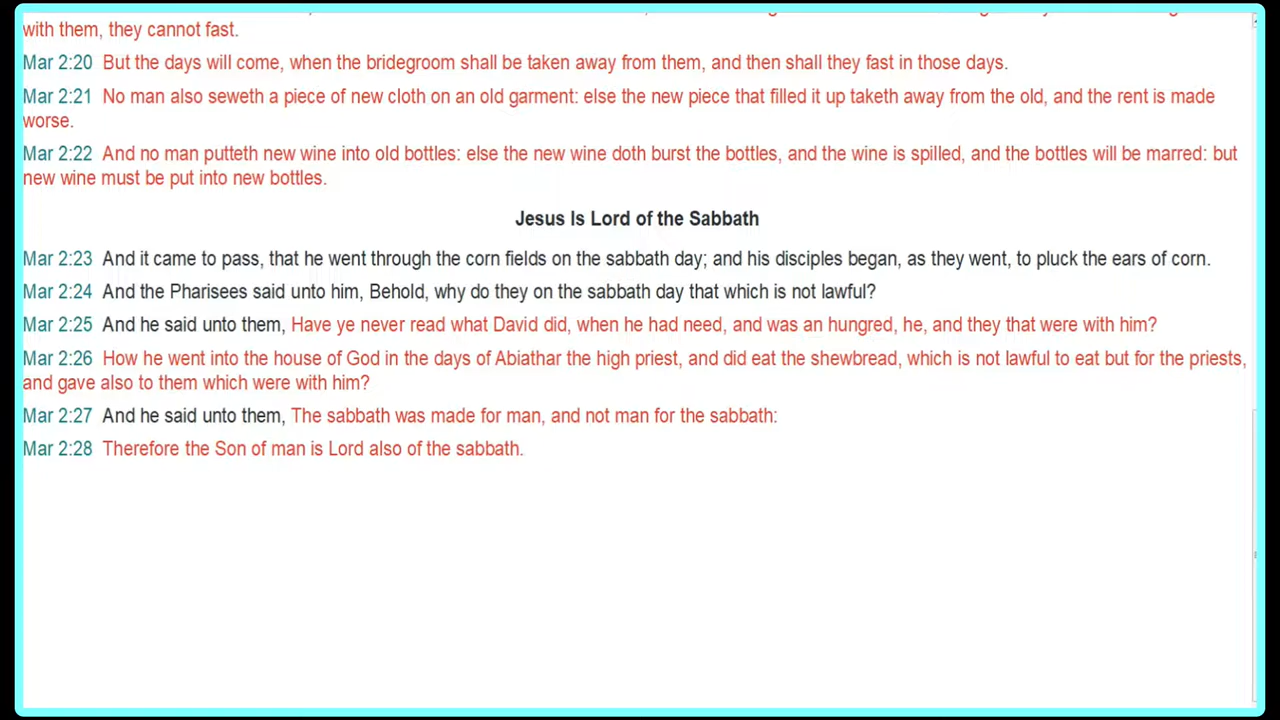 with them, they cannot fast.
Mar 2:20 But the days will come, when the bridegroom shall be taken away from them, and then shall they fast in those days.
Mar 2:21 No man also seweth a piece of new cloth on an old garment: else the new piece that filled it up taketh away from the old, and the rent is made
worse.
Mar 2:22 And no man putteth new wine into old bottles: else the new wine doth burst the bottles, and the wine is spilled, and the bottles will be marred: but
new wine must be put into new bottles.
Jesus Is Lord of the Sabbath
Mar 2:23 And it came to pass, that he went through the corn fields on the sabbath day; and his disciples began, as they went, to pluck the ears of corn.
Mar 2:24 And the Pharisees said unto him, Behold, why do they on the sabbath day that which is not lawful?
Mar 2:25 And he said unto them, Have ye never read what David did, when he had need, and was an hungred, he, and they that were with him?
Mar 2:26 How he went into the house of God in the days of Abiathar the high priest, and did eat the shewbread, which is not lawful to eat but for the priests,
and gave also to them which were with him?
Mar 2:27 And he said unto them, The sabbath was made for man, and not man for the sabbath:
Mar 2:28 Therefore the Son of man is Lord also of the sabbath.